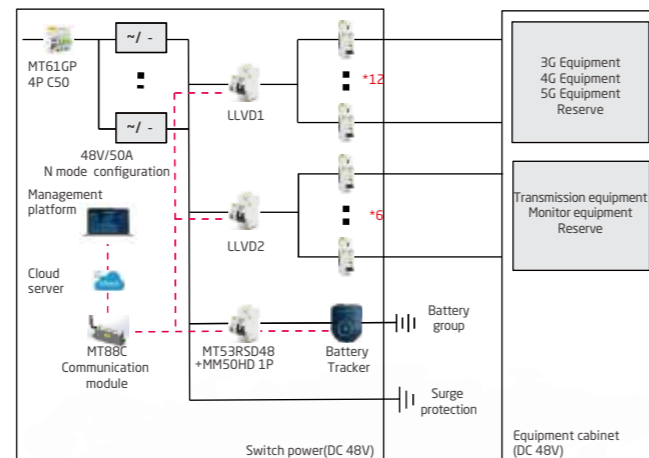 ~/ -
MT61GP
4P C50
~/ -
48V/50A
N mode configuration
LLVD1
*12
3G Equipment
4G Equipment
5G Equipment
Reserve
Management
platform
LLVD2
*6
Transmission equipment
Monitor equipment
Reserve
Cloud
server
MT88C
Communication
module
MT53RSD48
+MM50HD 1P
Battery
Tracker
Battery
group
Surge
protection
Switch power(DC 48V)
Equipment cabinet
(DC 48V)